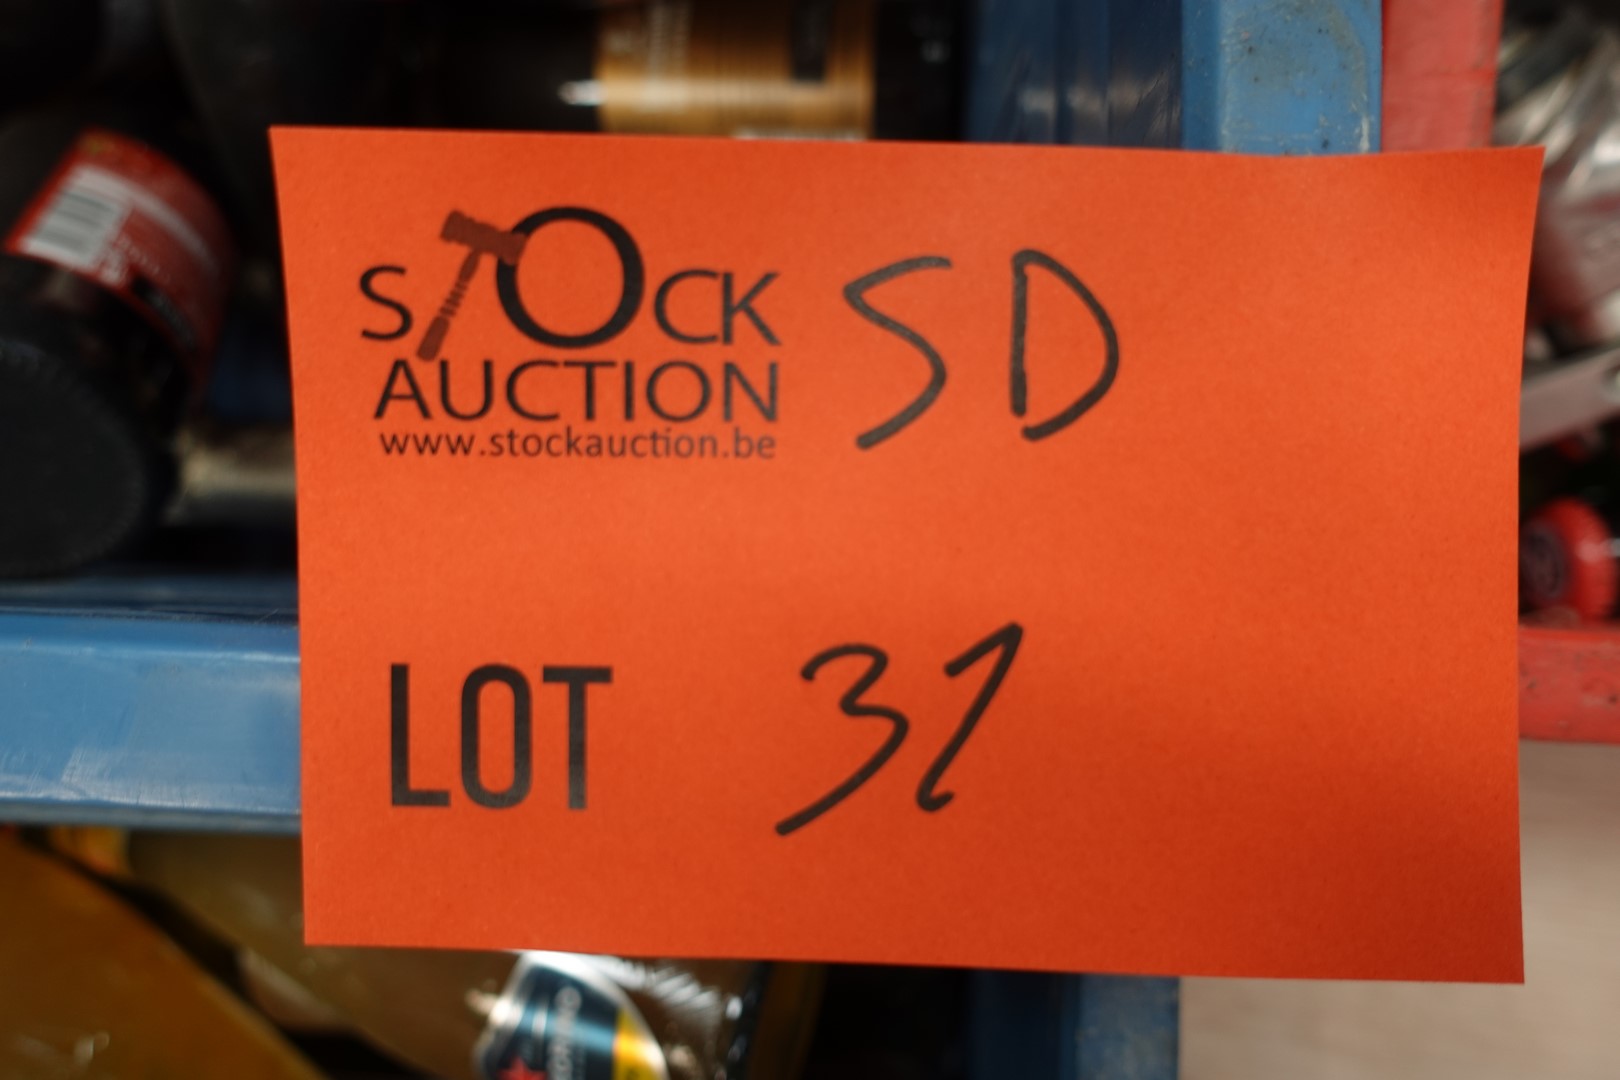 STOCK SD
AUCTION
www.stockauction.be
LOT 31